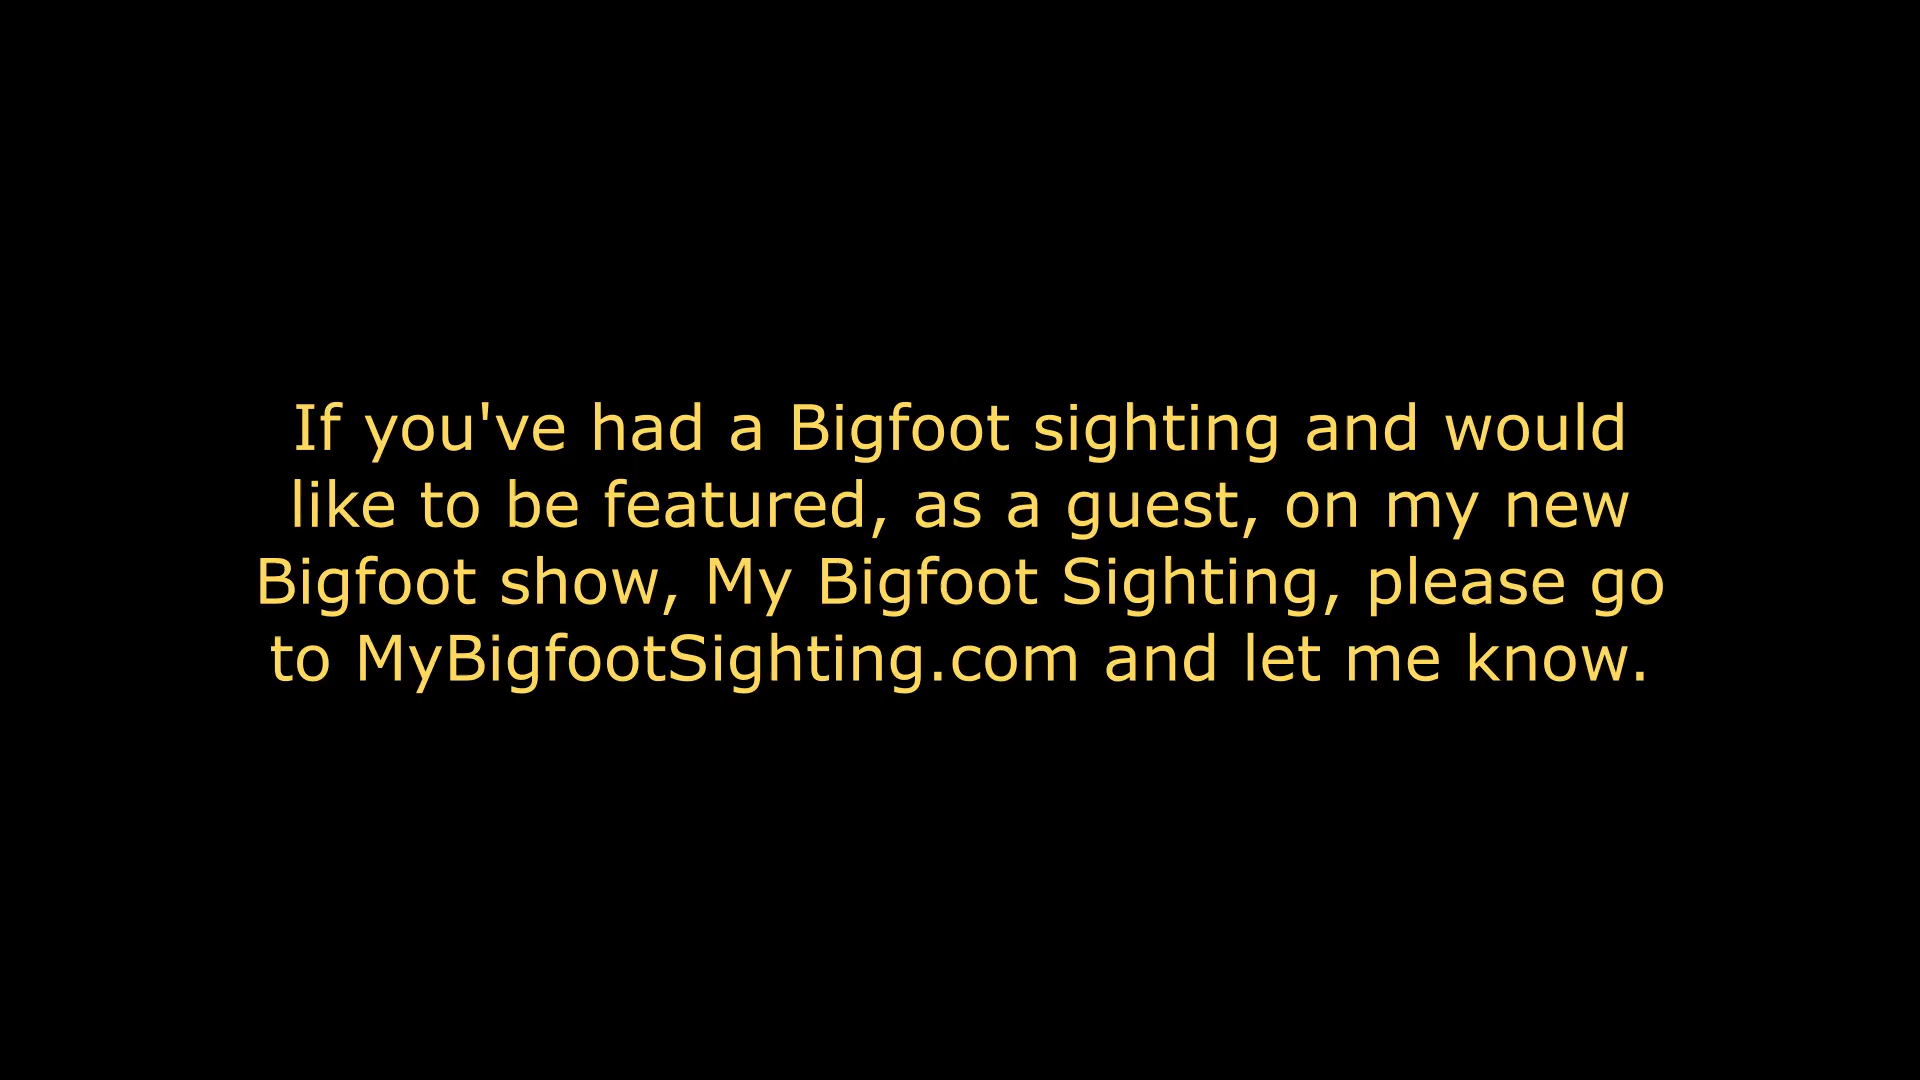 If you've had a Bigfoot sighting and would
like to be featured, as a guest, on my new
Bigfoot show, My Bigfoot Sighting, please go
to MyBigfootSighting.com and let me know.